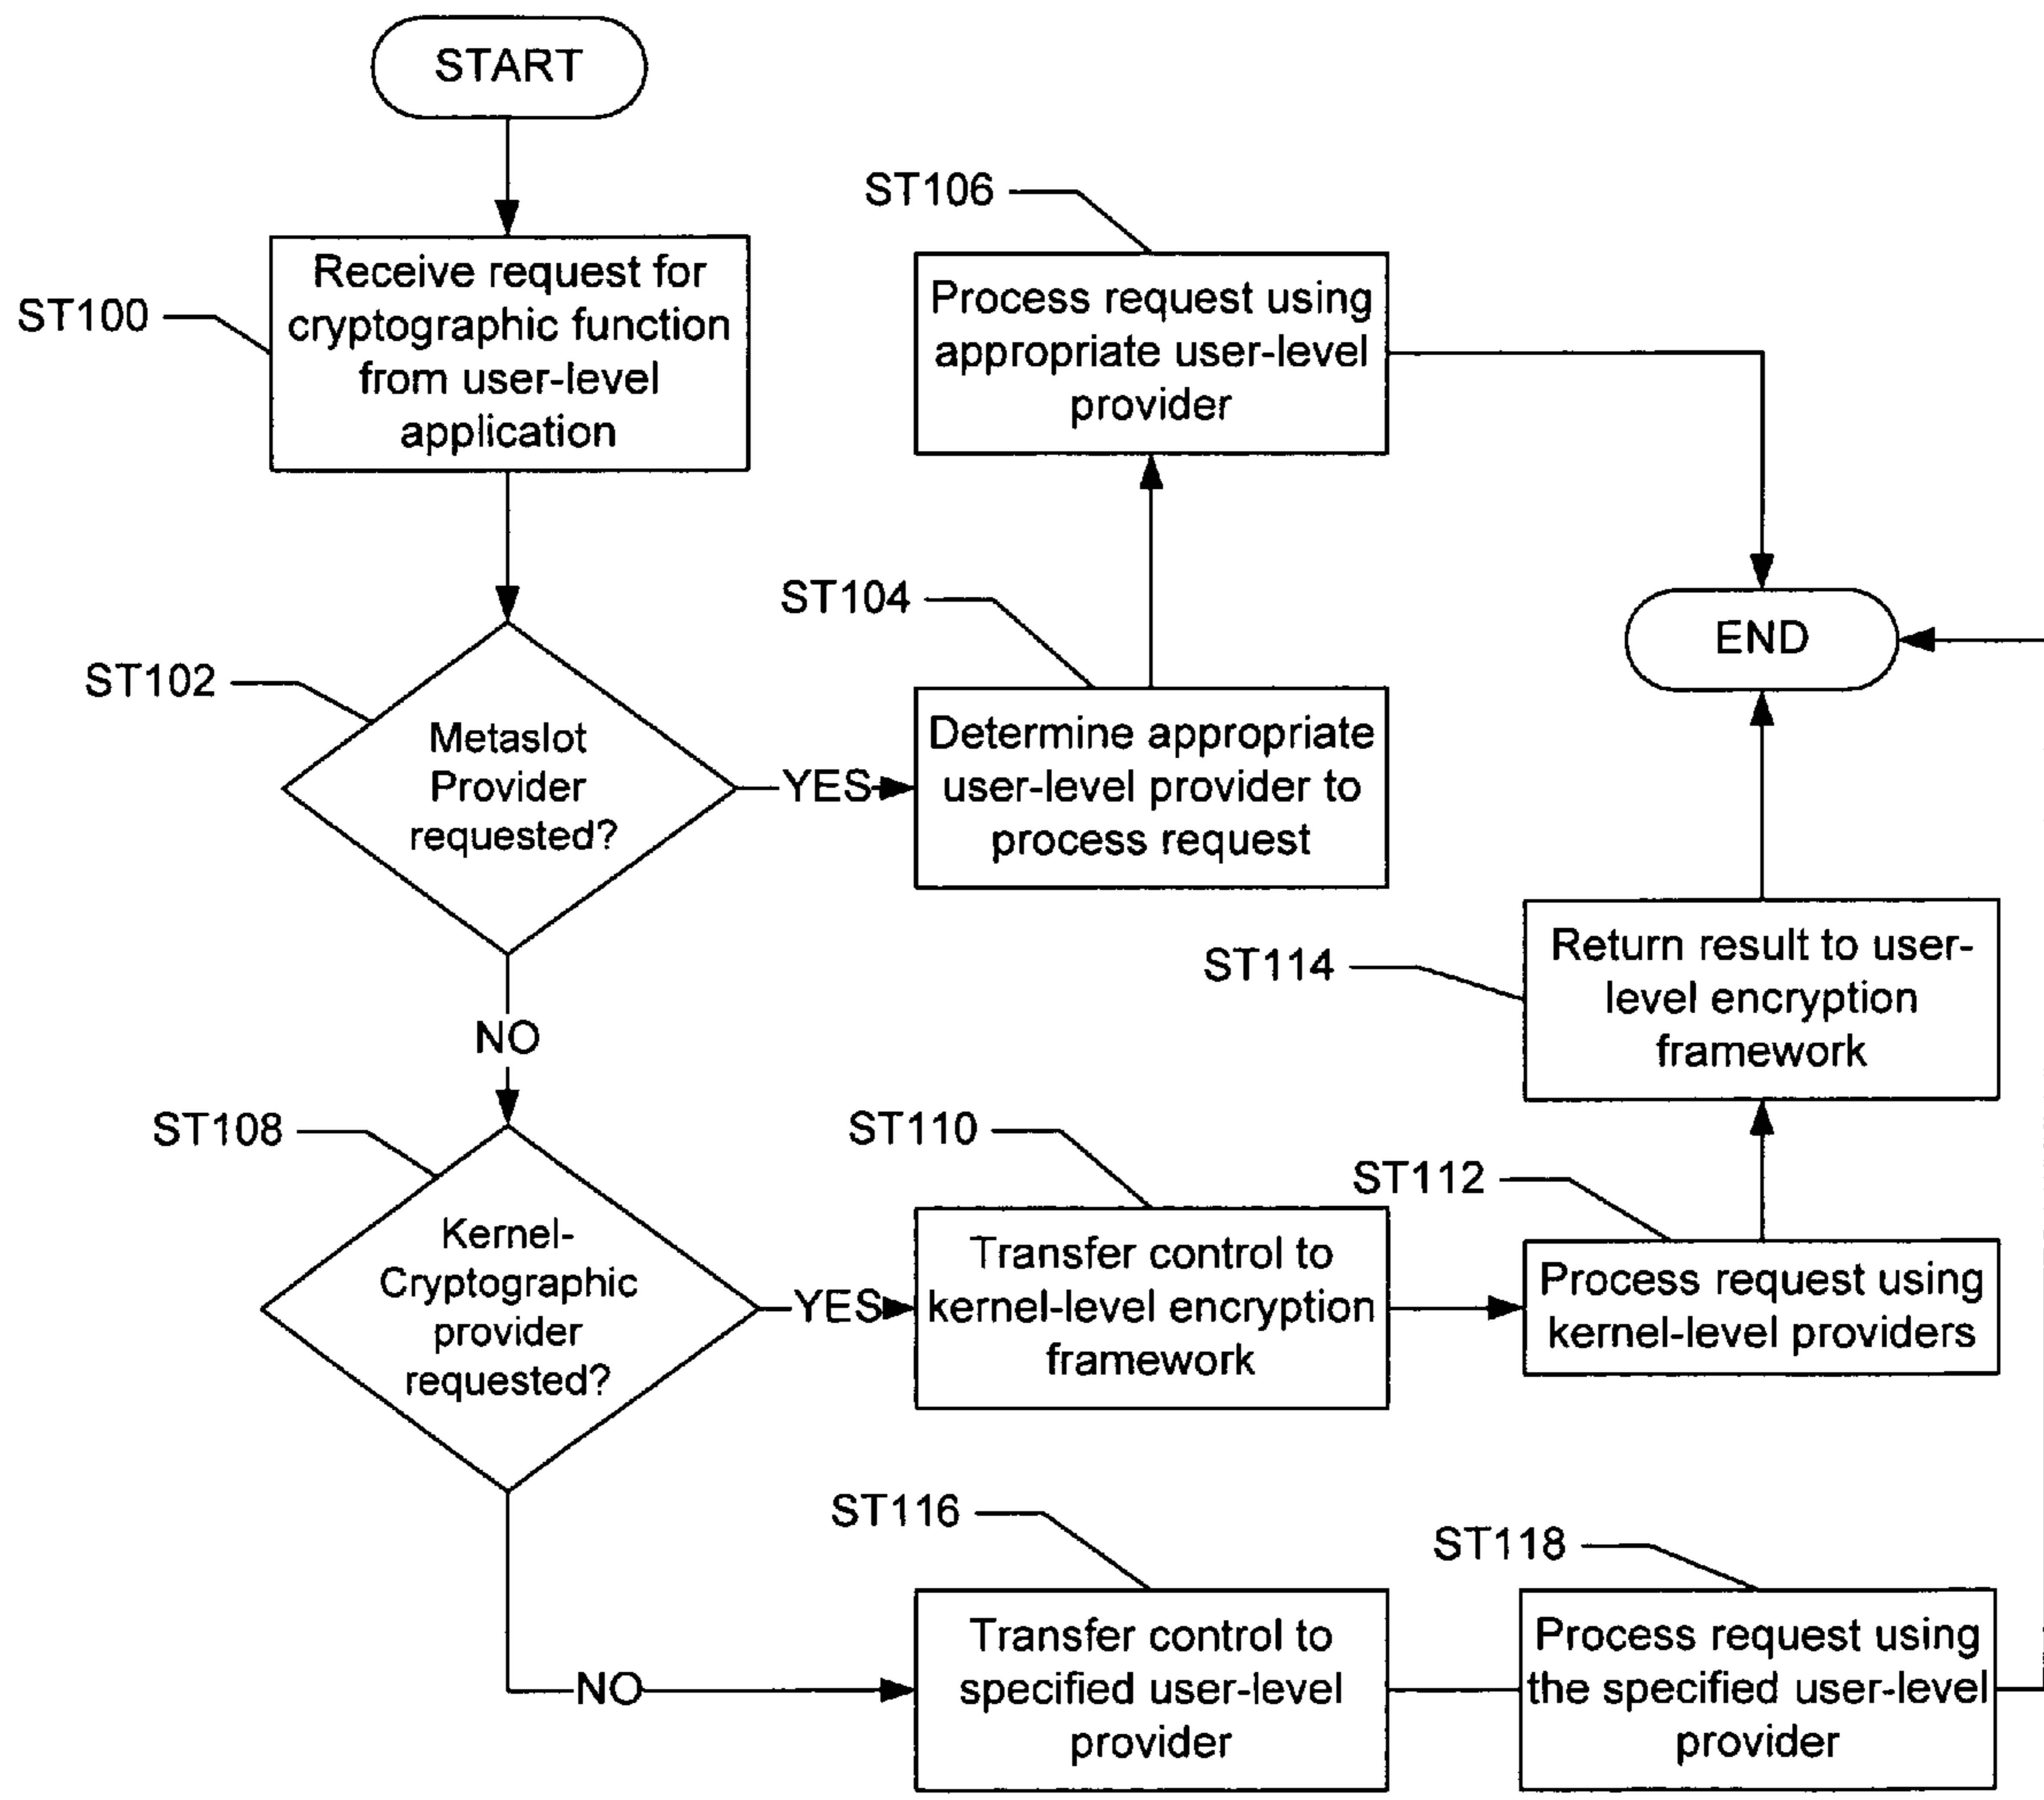 START
ST100
Receive request for
cryptographic function
from user-level
application
ST102
Metaslot
Provider
requested?
YES
ST104
Determine appropriate
user-level provider to
process request
ST106
Process request using
appropriate user-level
provider
END
NO
ST108
Kernel-
Cryptographic
provider
requested?
YES
ST110
Transfer control to
kernel-level encryption
framework
ST112
Process request using
kernel-level providers
ST114
Return result to user-
level encryption
framework
NO
ST116
Transfer control to
specified user-level
provider
ST118
Process request using
the specified user-level
provider